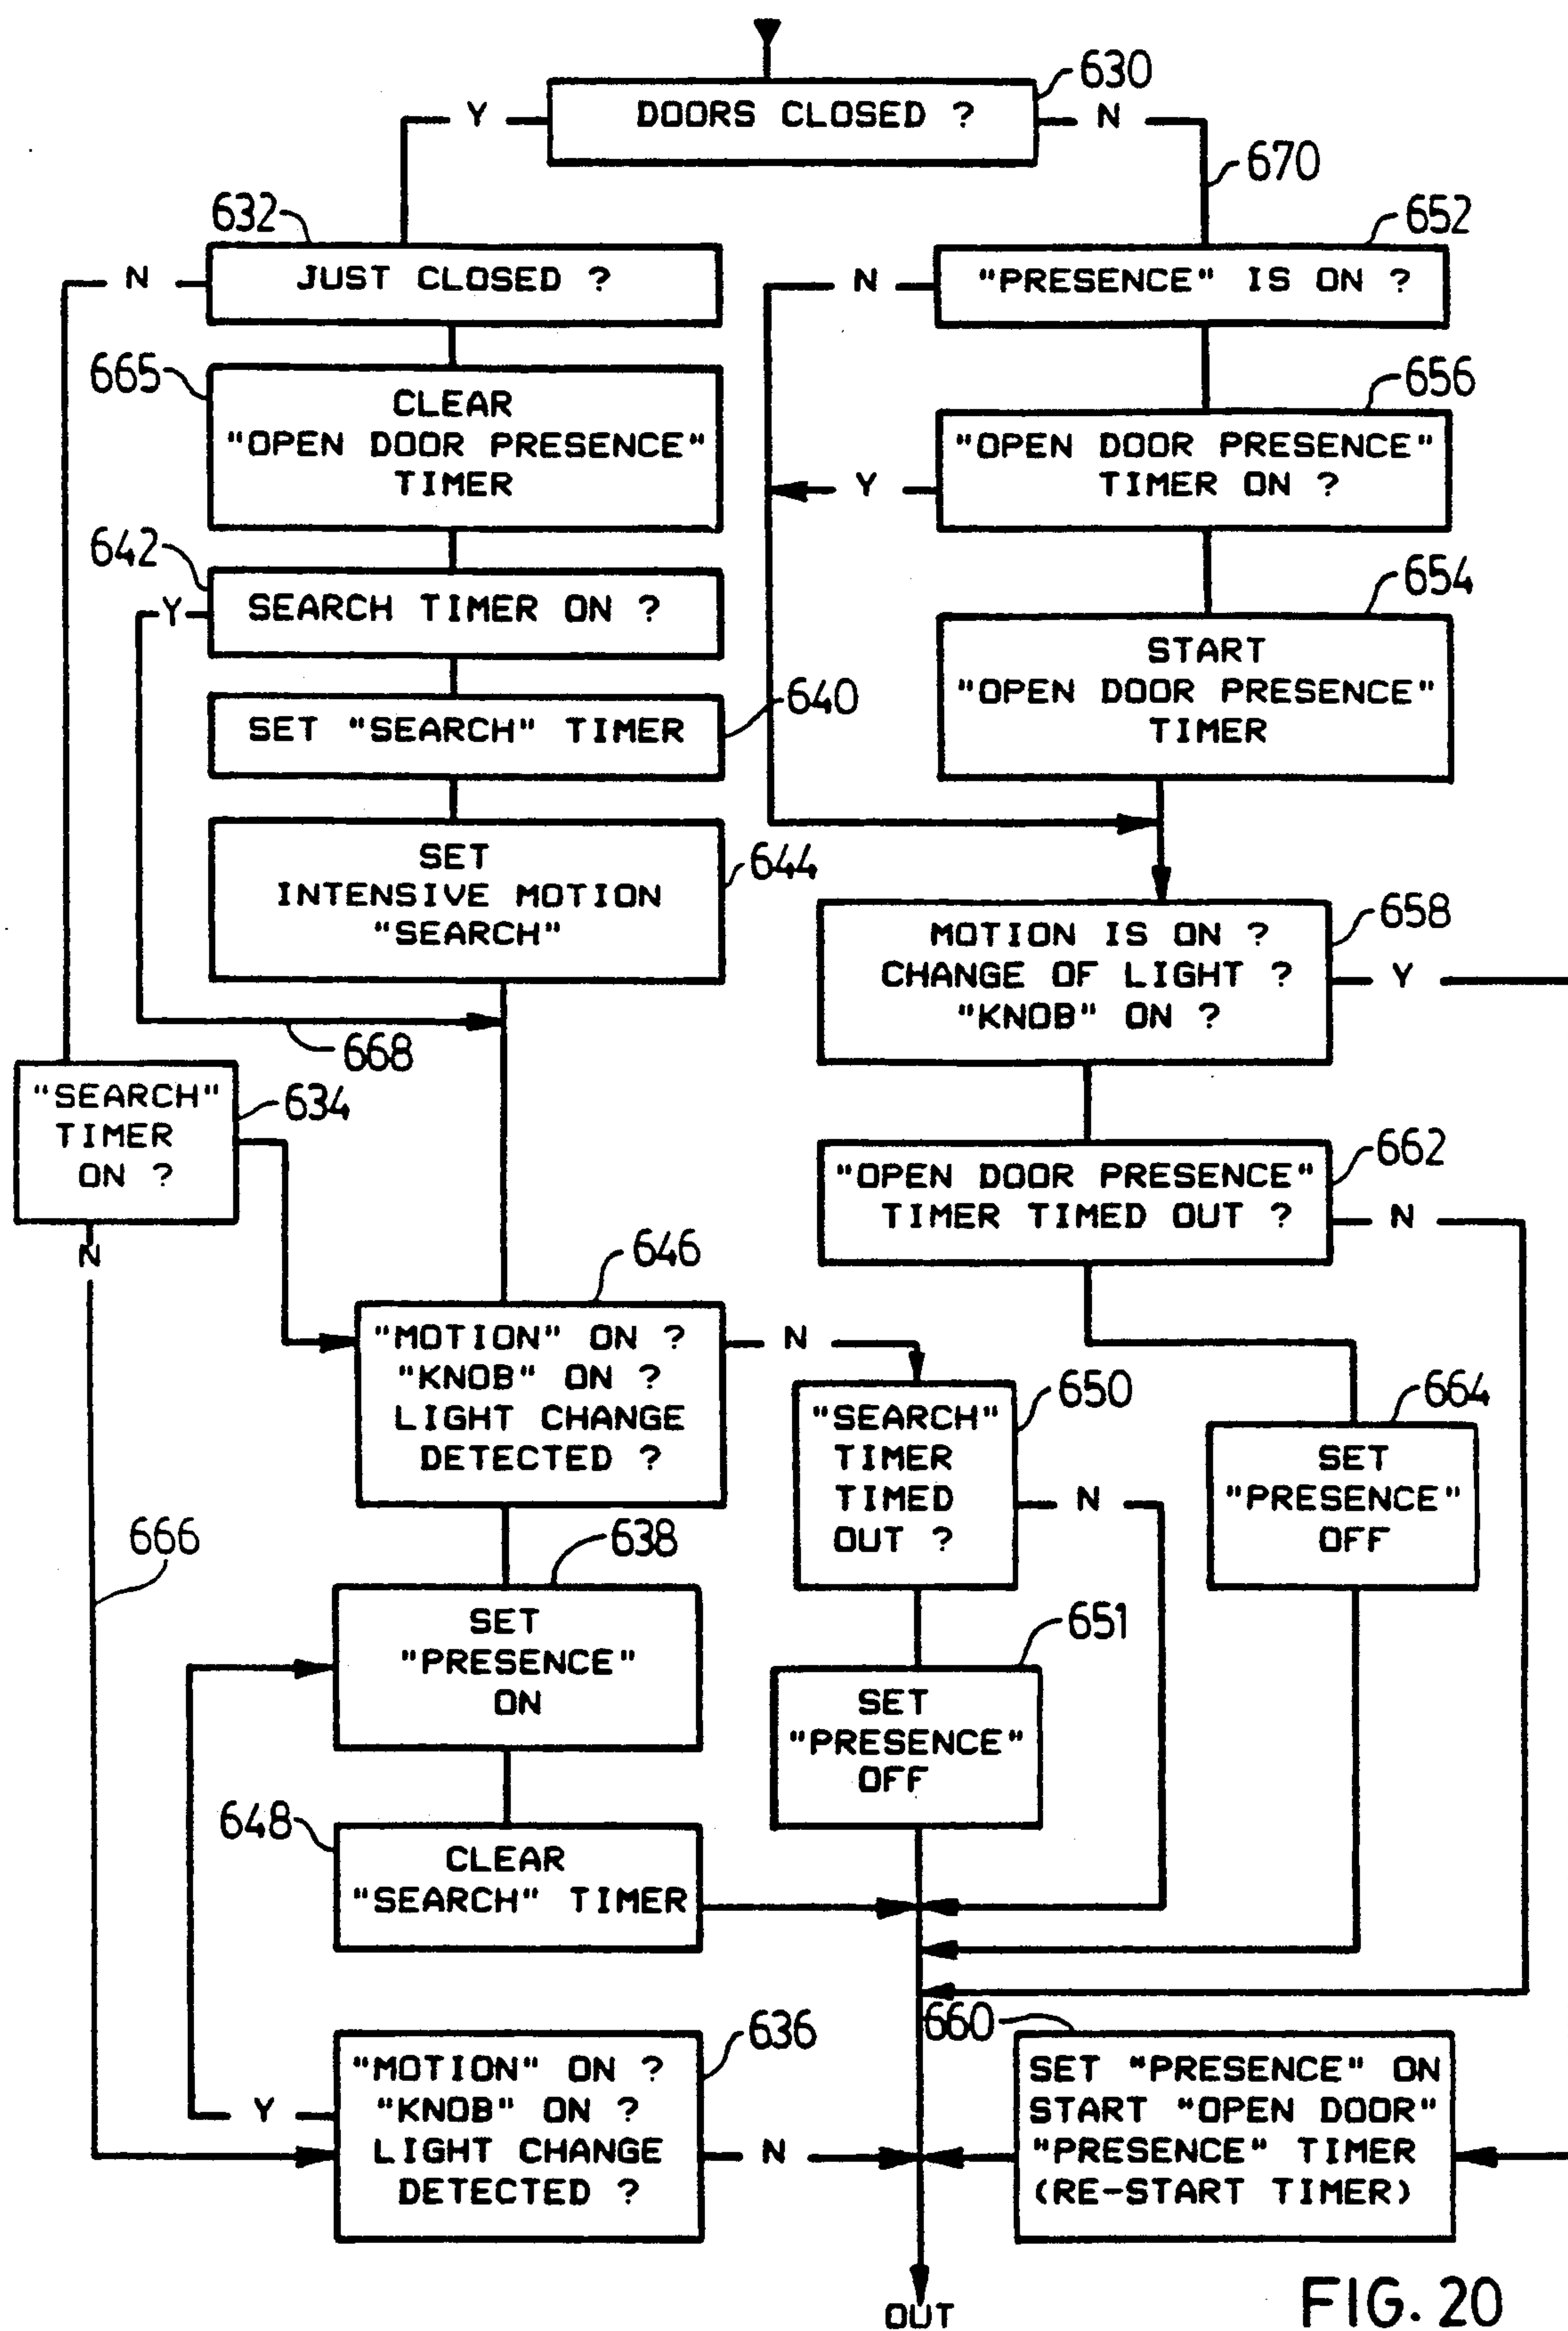 630
Y
DOORS CLOSED ?
N
670
632
652
N
JUST CLOSED ?
N
"PRESENCE" IS ON ?
665
CLEAR
"OPEN DOOR PRESENCE"
TIMER
656
"OPEN DOOR PRESENCE"
TIMER ON ?
Y
642
Y
SEARCH TIMER ON ?
654
START
"OPEN DOOR PRESENCE"
TIMER
640
SET "SEARCH" TIMER
644
SET
INTENSIVE MOTION
"SEARCH"
668
658
MOTION IS ON ?
CHANGE OF LIGHT ?
"KNOB" ON ?
Y
"SEARCH"
TIMER
ON ?
634
N
662
"OPEN DOOR PRESENCE"
TIMER TIMED OUT ?
N
646
"MOTION" ON ?
"KNOB" ON ?
LIGHT CHANGE
DETECTED ?
N
650
"SEARCH"
TIMER
TIMED
OUT ?
N
664
SET
"PRESENCE"
OFF
666
638
SET
"PRESENCE"
ON
651
SET
"PRESENCE"
OFF
648
CLEAR
"SEARCH" TIMER
636
"MOTION" ON ?
"KNOB" ON ?
LIGHT CHANGE
DETECTED ?
Y
N
660
SET "PRESENCE" ON
START "OPEN DOOR"
"PRESENCE" TIMER
(RE-START TIMER)
OUT
FIG. 20